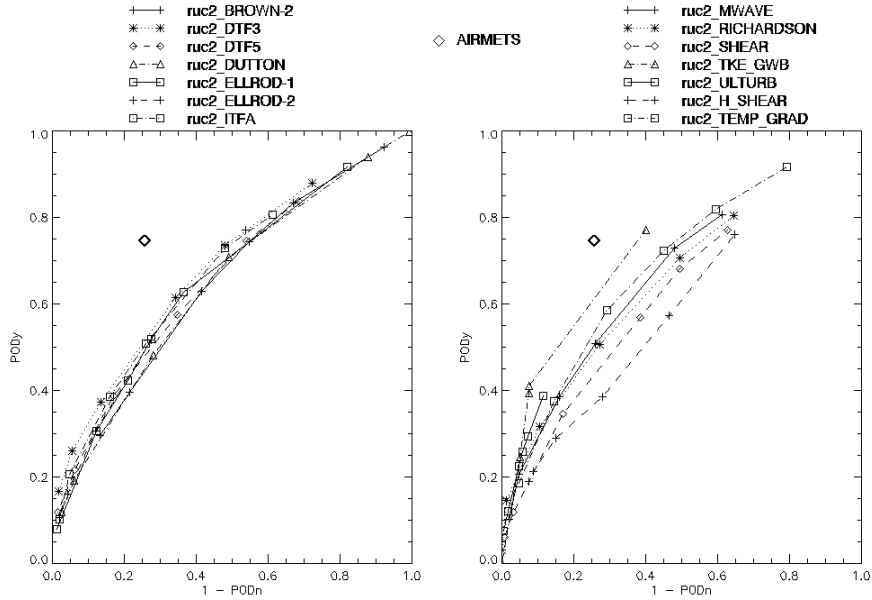 ruc2_BROWN-2
ruc2_DTF3
ruc2_DTF5
ruc2_DUTTON
ruc2_ELLROD-1
ruc2_ELLROD-2
ruc2_ITFA
AIRMETS
ruc2_MWAVE
ruc2_RICHARDSON
ruc2_SHEAR
ruc2_TKE_GWB
ruc2_ULTURB
ruc2_H_SHEAR
ruc2_TEMP_GRAD
1.0
0.8
0.6
0.4
0.2
0.0
PODy
0.0 0.2 0.4 0.6 0.8 1.0
1 - PODn
1.0
0.8
0.6
0.4
0.2
0.0
PODy
0.0 0.2 0.4 0.6 0.8 1.0
1 - PODn